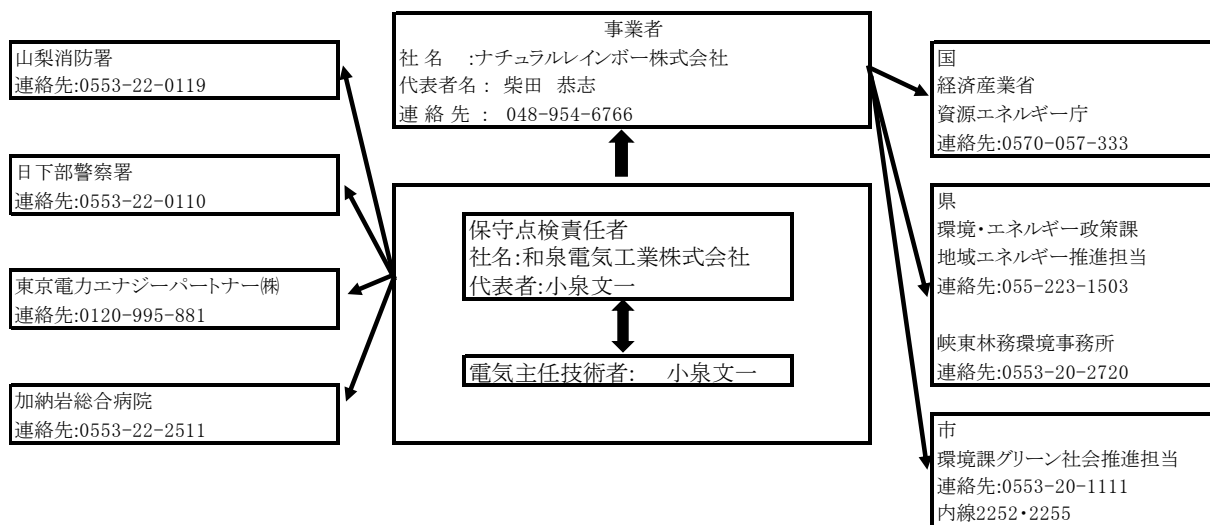 事業者
社 名　:ナチュラルレインボー株式会社
代表者名 :　柴田　恭志
連 絡 先　:　048-954-6766
山梨消防署
連絡先:0553-22-0119
日下部警察署
連絡先:0553-22-0110
東京電力エナジーパートナー㈱
連絡先:0120-995-881
加納岩総合病院
連絡先:0553-22-2511
保守点検責任者
社名:和泉電気工業株式会社
代表者:小泉文一
電気主任技術者:　小泉文一
国
経済産業省
資源エネルギー庁
連絡先:0570-057-333
県
環境・エネルギー政策課
地域エネルギー推進担当
連絡先:055-223-1503
峡東林務環境事務所
連絡先:0553-20-2720
市
環境課グリーン社会推進担当
連絡先:0553-20-1111
内線2252・2255